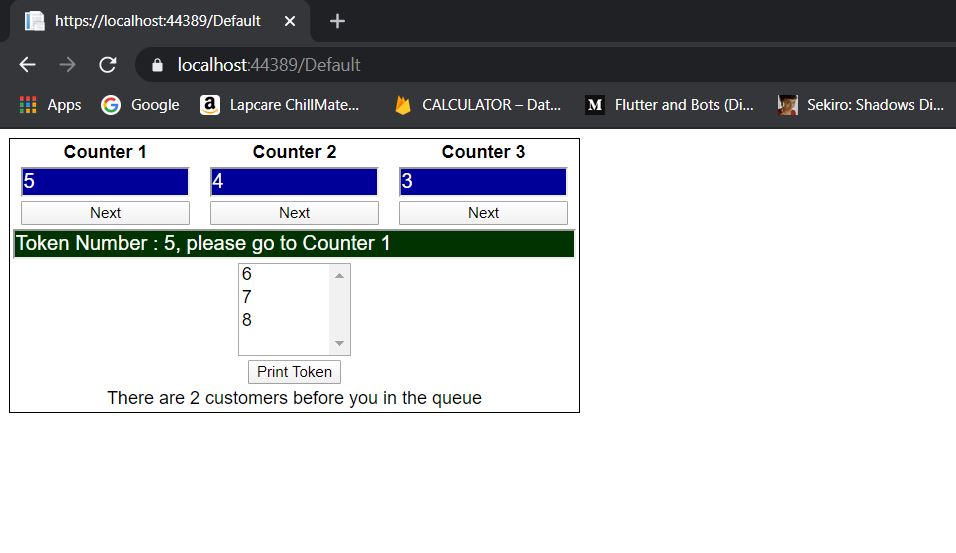 https://localhost:44389/Default
localhost:44389/Default
Apps Google Lapcare ChillMate... CALCULATOR – Dat... M Flutter and Bots (Di... Sekiro: Shadows Di...
Counter 1 Counter 2 Counter 3
5 4 3
Next Next Next
Token Number : 5, please go to Counter 1
6
7
8
Print Token
There are 2 customers before you in the queue